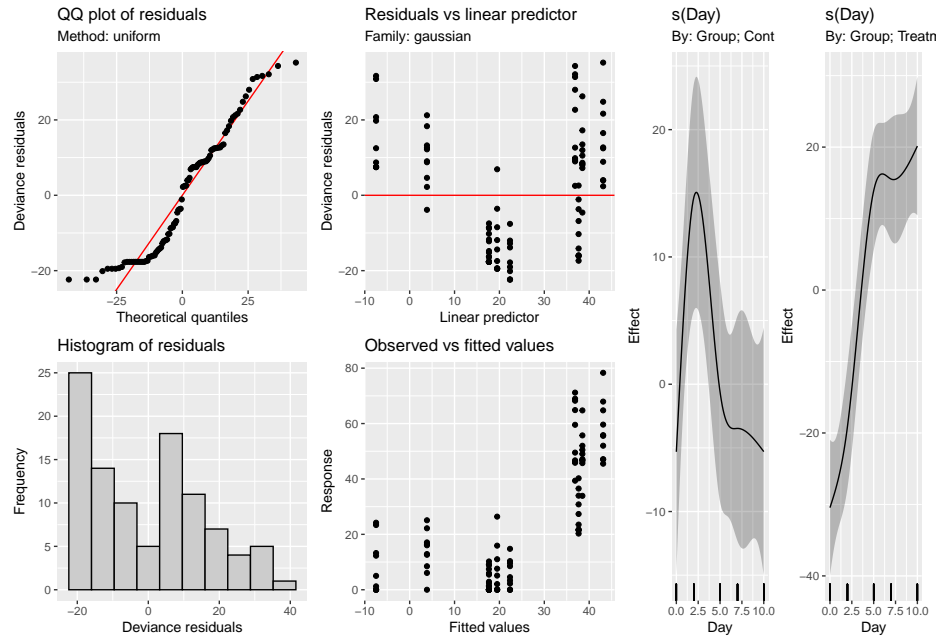 QQ plot of residuals
Method: uniform
20
0
−20
−25
0
25
Deviance residuals
Theoretical quantiles
Residuals vs linear predictor
Family: gaussian
20
0
−20
−10
0
10
20
30
40
Deviance residuals
Linear predictor
Histogram of residuals
25
20
15
10
5
0
−20
0
20
40
Frequency
Deviance residuals
Observed vs fitted values
80
60
40
20
0
−10
0
10
20
30
40
Response
Fitted values
s(Day)
By: Group; Cont
20
10
0
−10
0.0 2.5 5.0 7.5 10.0
Effect
Day
s(Day)
By: Group; Treatm
20
0
−20
−40
0.0 2.5 5.0 7.5 10.0
Effect
Day